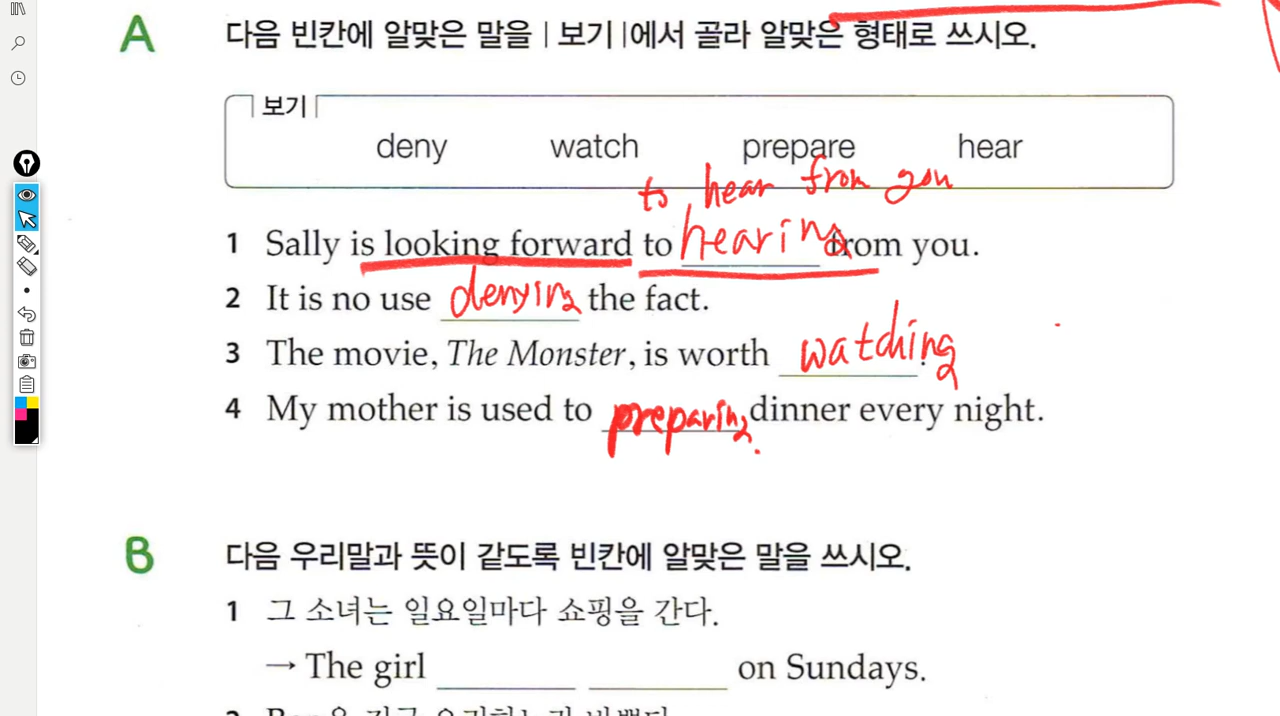 A 다음 빈칸에 알맞은 말을 | 보기 |에서 골라 알맞은 형태로 쓰시오.
보기
deny watch prepare hear
to hear from you
1 Sally is looking forward to hearing from you.
2 It is no use denying the fact.
3 The movie, The Monster, is worth watching.
4 My mother is used to preparing dinner every night.
B 다음 우리말과 뜻이 같도록 빈칸에 알맞은 말을 쓰시오.
1 그 소녀는 일요일마다 쇼핑을 간다.
→ The girl ________ ________ on Sundays.